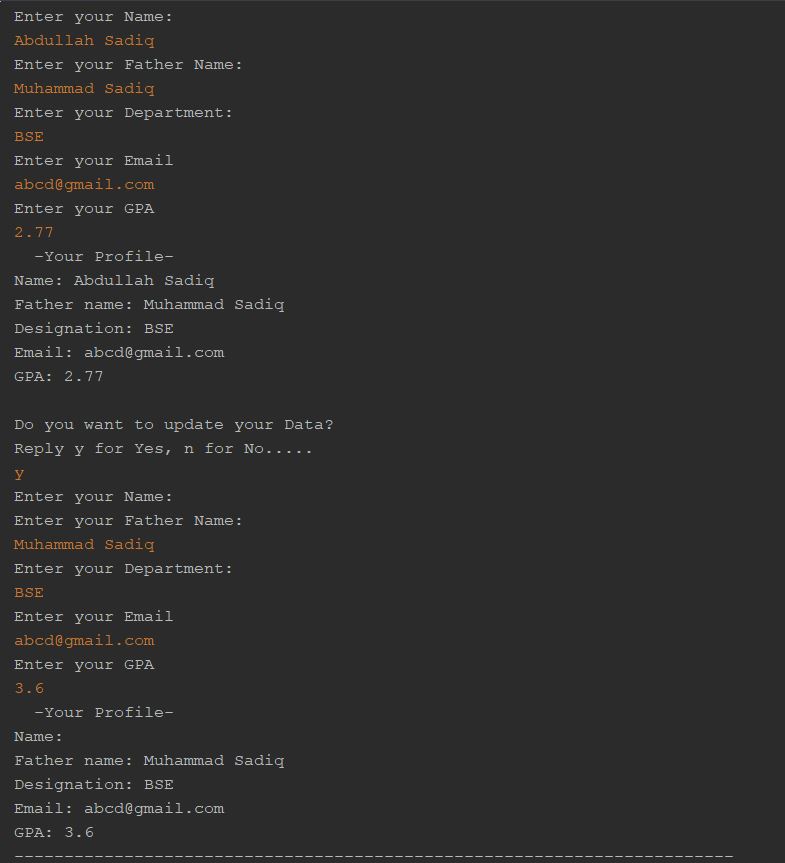 Enter your Name:
Abdullah Sadiq
Enter your Father Name:
Muhammad Sadiq
Enter your Department:
BSE
Enter your Email
abcd@gmail.com
Enter your GPA
2.77
  -Your Profile-
Name: Abdullah Sadiq
Father name: Muhammad Sadiq
Designation: BSE
Email: abcd@gmail.com
GPA: 2.77

Do you want to update your Data?
Reply y for Yes, n for No.....
y
Enter your Name:
Enter your Father Name:
Muhammad Sadiq
Enter your Department:
BSE
Enter your Email
abcd@gmail.com
Enter your GPA
3.6
  -Your Profile-
Name:
Father name: Muhammad Sadiq
Designation: BSE
Email: abcd@gmail.com
GPA: 3.6
------------------------------------------------------------------------